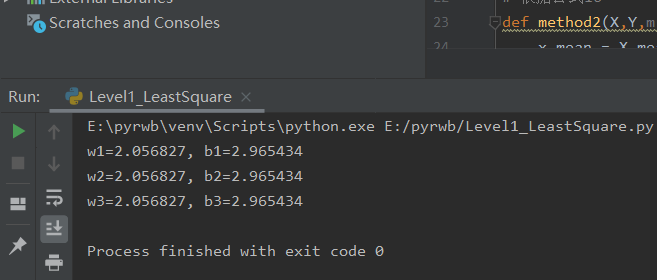 External Libraries
Scratches and Consoles
22
23 def method2(X,Y,m
24
Run: Level1_LeastSquare
E:\pyrwb\venv\Scripts\python.exe E:/pyrwb/Level1_LeastSquare.py
w1=2.056827, b1=2.965434
w2=2.056827, b2=2.965434
w3=2.056827, b3=2.965434
Process finished with exit code 0